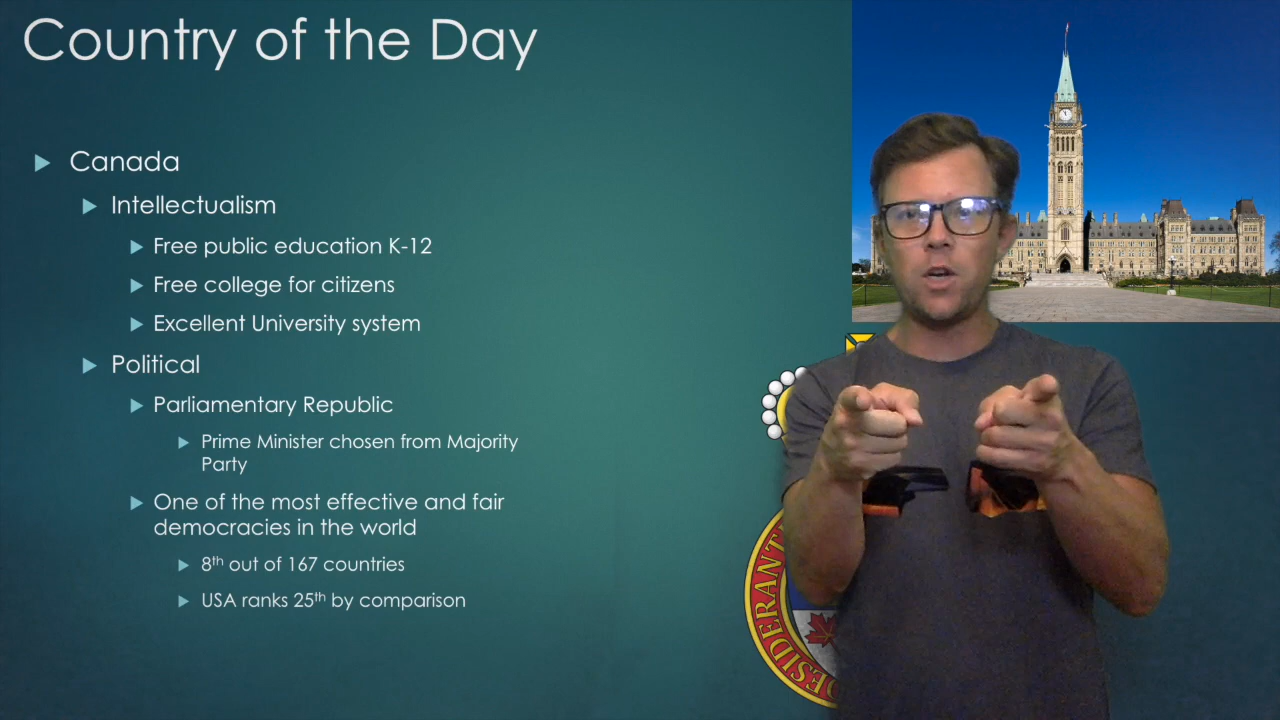 Country of the Day
Canada
Intellectualism
Free public education K-12
Free college for citizens
Excellent University system
Political
Parliamentary Republic
Prime Minister chosen from Majority
Party
One of the most effective and fair
democracies in the world
8th out of 167 countries
USA ranks 25th by comparison
DESIDERANT